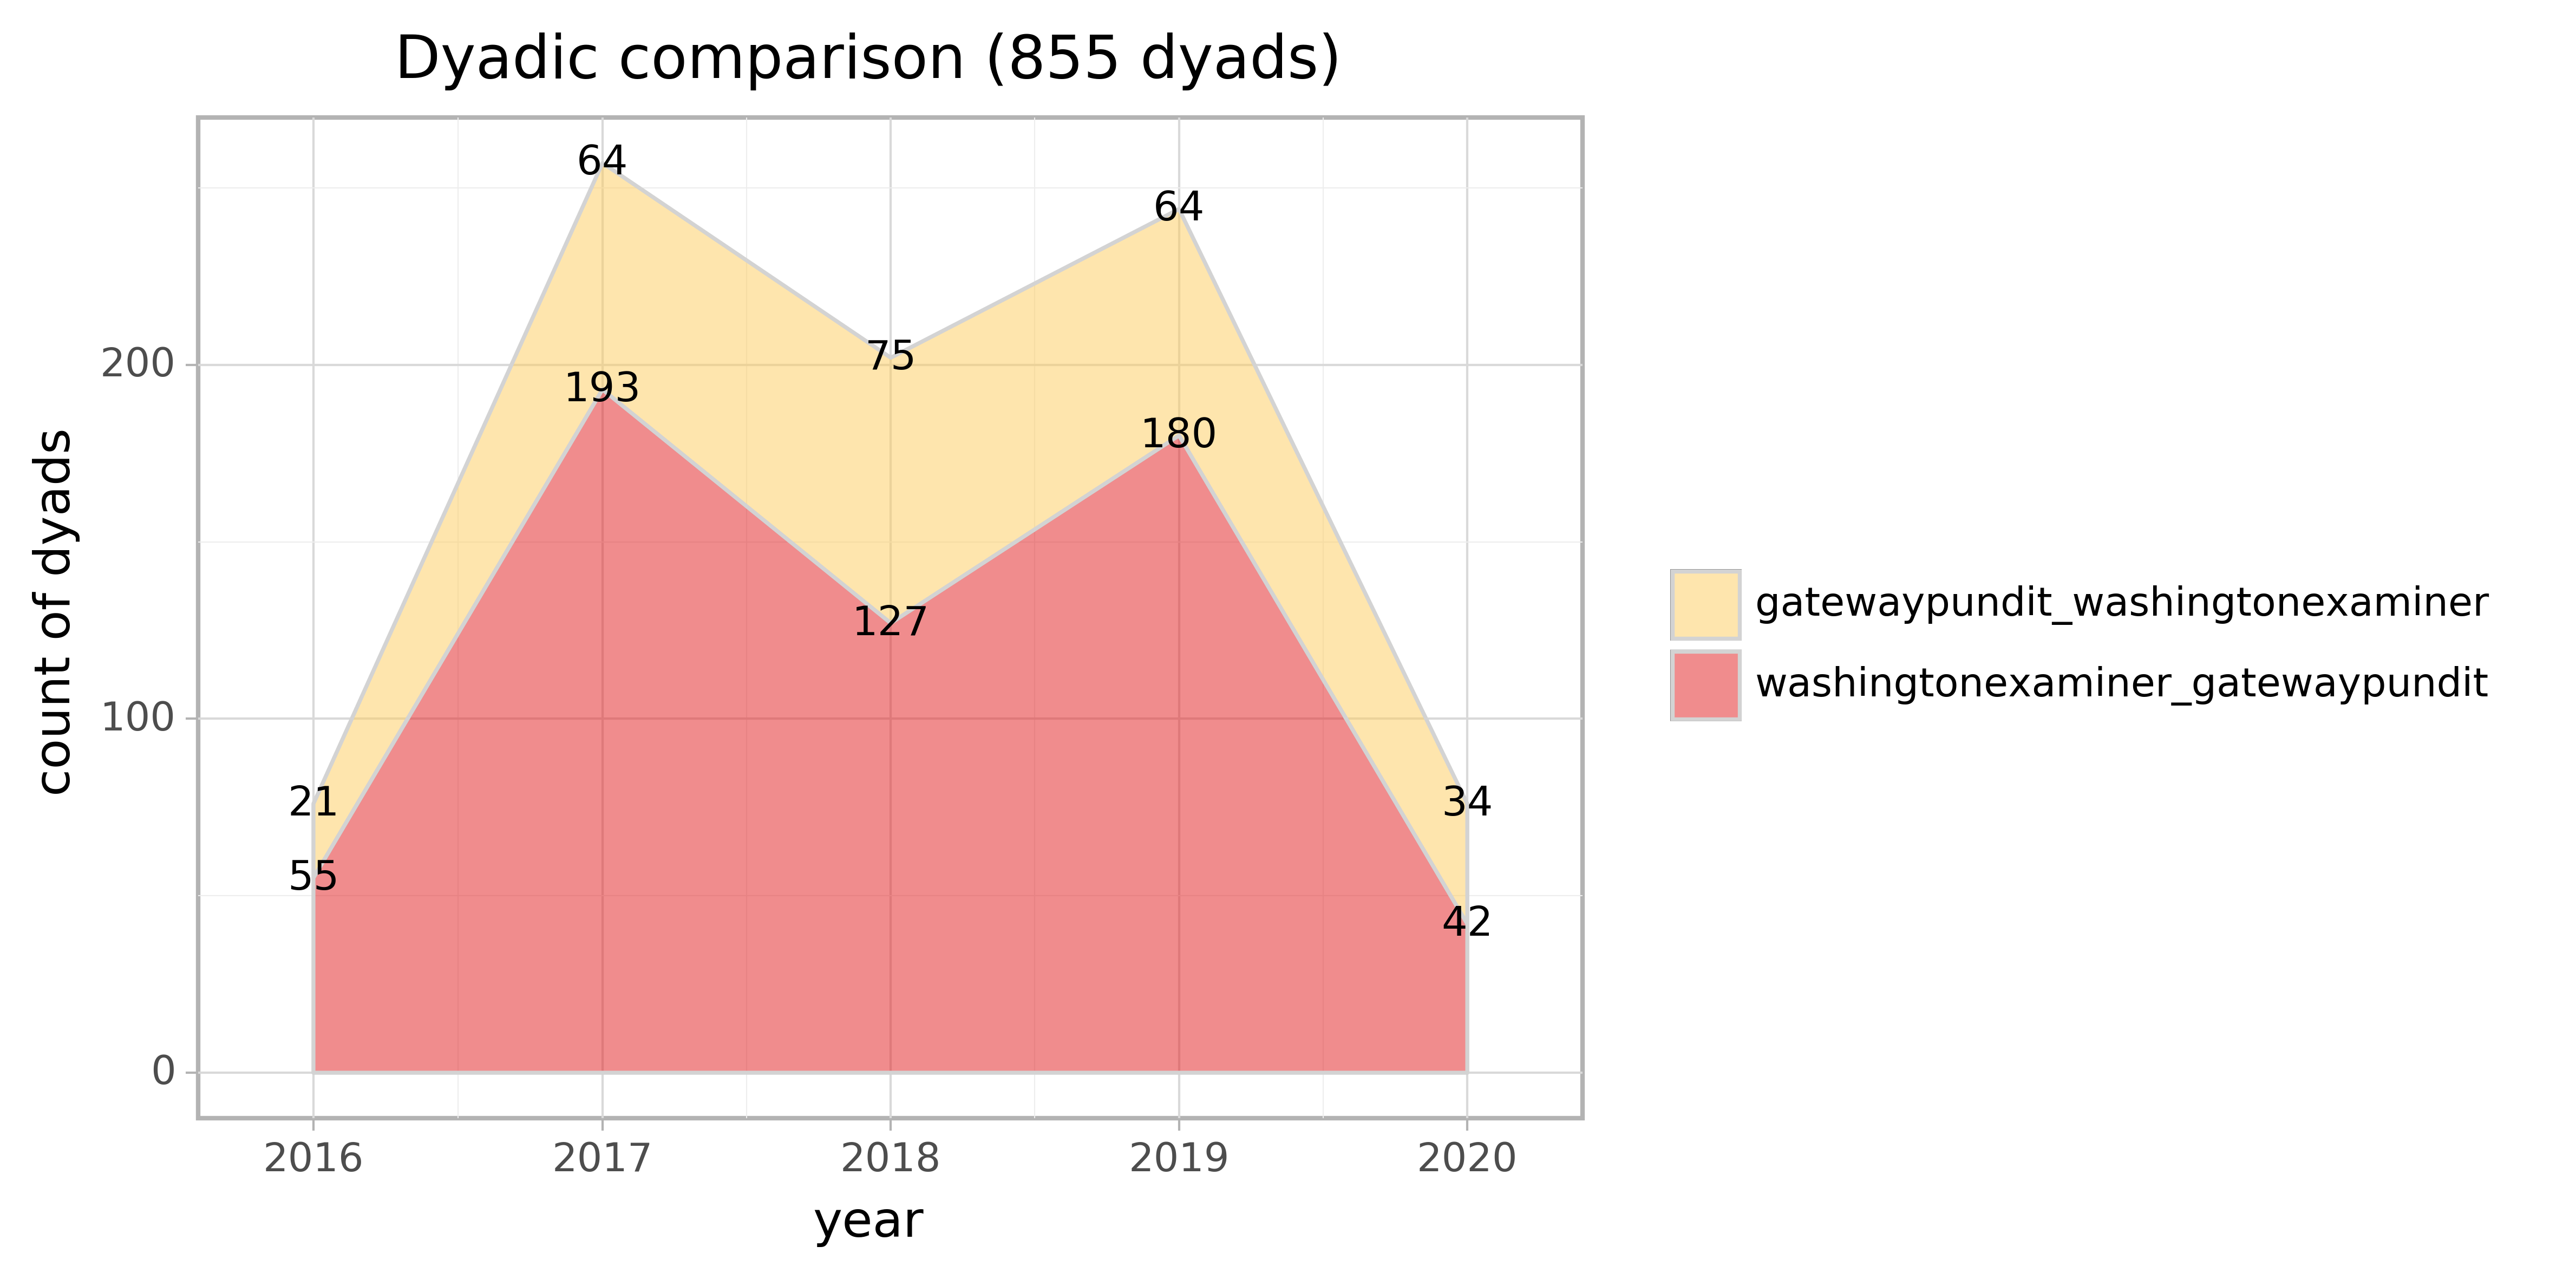 Dyadic comparison (855 dyads)
64
64
75
200
193
180
127
100
21
34
55
42
0
count of dyads
2016 2017 2018 2019 2020
year
gatewaypundit_washingtonexaminer
washingtonexaminer_gatewaypundit